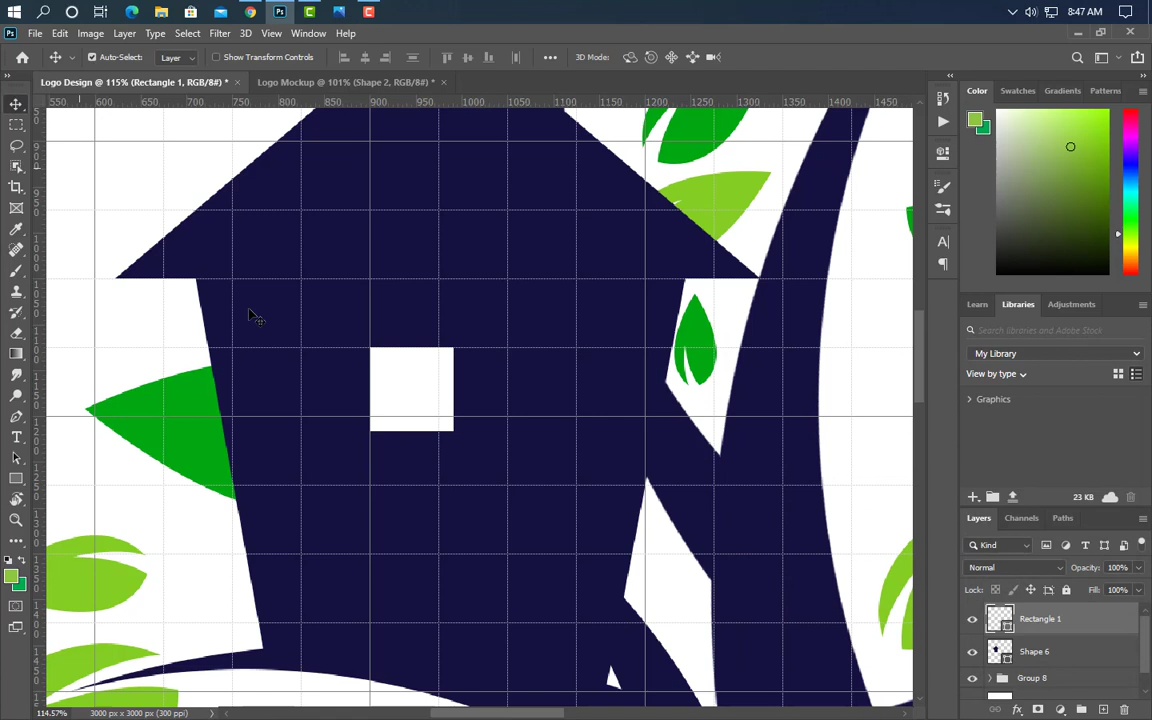 8:47 AM
Ps File Edit Image Layer Type Select Filter 3D View Window Help
Auto-Select: Layer Show Transform Controls 3D Mode:
Logo Design @ 115% (Rectangle 1, RGB/8#) * × Logo Mockup @ 101% (Shape 2, RGB/8#) * ×
550 600 650 700 750 800 850 900 950 1000 1050 1100 1150 1200 1250 1300 1350 1400 1450
Color Swatches Gradients Patterns
Learn Libraries Adjustments
Search Libraries and Adobe Stock
My Library
View by type
Graphics
23 KB
Layers Channels Paths
Kind
Normal Opacity: 100%
Lock: Fill: 100%
Rectangle 1
Shape 6
Group 8
114.57% 3000 px x 3000 px (300 ppi)